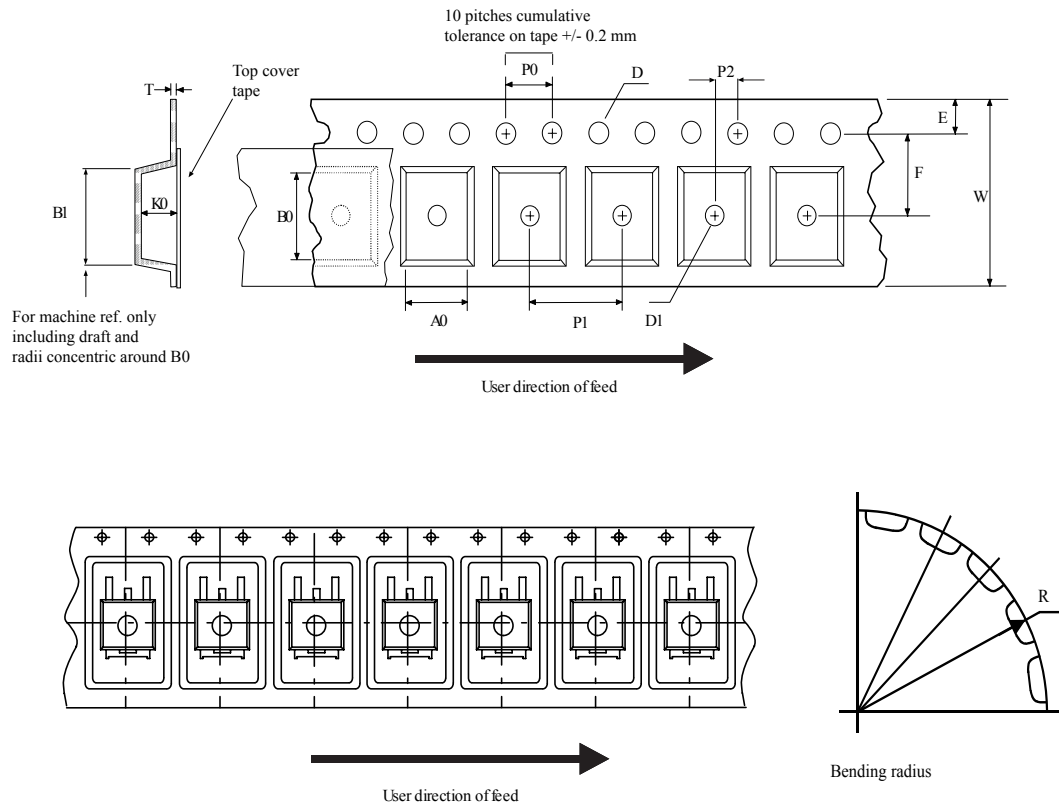 10 pitches cumulative
tolerance on tape +/- 0.2 mm
Top cover
tape
T
P0
D
P2
E
F
W
B1
K0
B0
For machine ref. only
including draft and
radii concentric around B0
A0
P1
D1
User direction of feed
R
Bending radius
User direction of feed